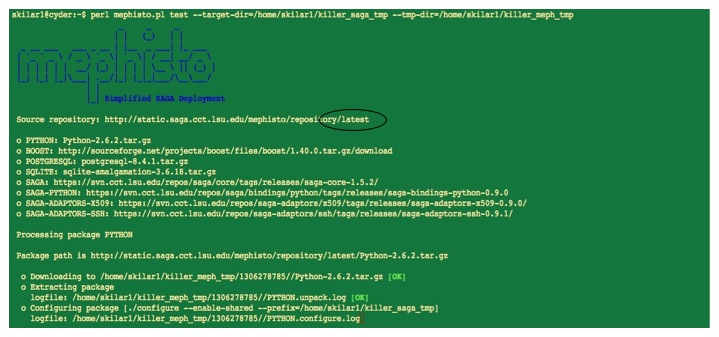 skilar1@cyder:~$ perl mephisto.pl test --target-dir=/home/skilar1/killer_saga_tmp --tmp-dir=/home/skilar1/killer_meph_tmp
mephisto
Simplified SAGA Deployment
Source repository: http://static.saga.cct.lsu.edu/mephisto/repository/latest
o PYTHON: Python-2.6.2.tar.gz
o BOOST: http://sourceforge.net/projects/boost/files/boost/1.40.0.tar.gz/download
o POSTGRESQL: postgresql-8.4.1.tar.gz
o SQLITE: sqlite-amalgamation-3.6.18.tar.gz
o SAGA: https://svn.cct.lsu.edu/repos/saga/core/tags/releases/saga-core-1.5.2/
o SAGA-PYTHON: https://svn.cct.lsu.edu/repos/saga/bindings/python/tags/releases/saga-bindings-python-0.9.0
o SAGA-ADAPTORS-X509: https://svn.cct.lsu.edu/repos/saga-adaptors/x509/tags/releases/saga-adaptors-x509-0.9.0/
o SAGA-ADAPTORS-SSH: https://svn.cct.lsu.edu/repos/saga-adaptors/ssh/tags/releases/saga-adaptors-ssh-0.9.1/
Processing package PYTHON
Package path is http://static.saga.cct.lsu.edu/mephisto/repository/latest/Python-2.6.2.tar.gz
o Downloading to /home/skilar1/killer_meph_tmp/1306278785//Python-2.6.2.tar.gz [OK]
o Extracting package
logfile: /home/skilar1/killer_meph_tmp/1306278785//PYTHON.unpack.log [OK]
o Configuring package [./configure --enable-shared --prefix=/home/skilar1/killer_saga_tmp]
logfile: /home/skilar1/killer_meph_tmp/1306278785//PYTHON.configure.log